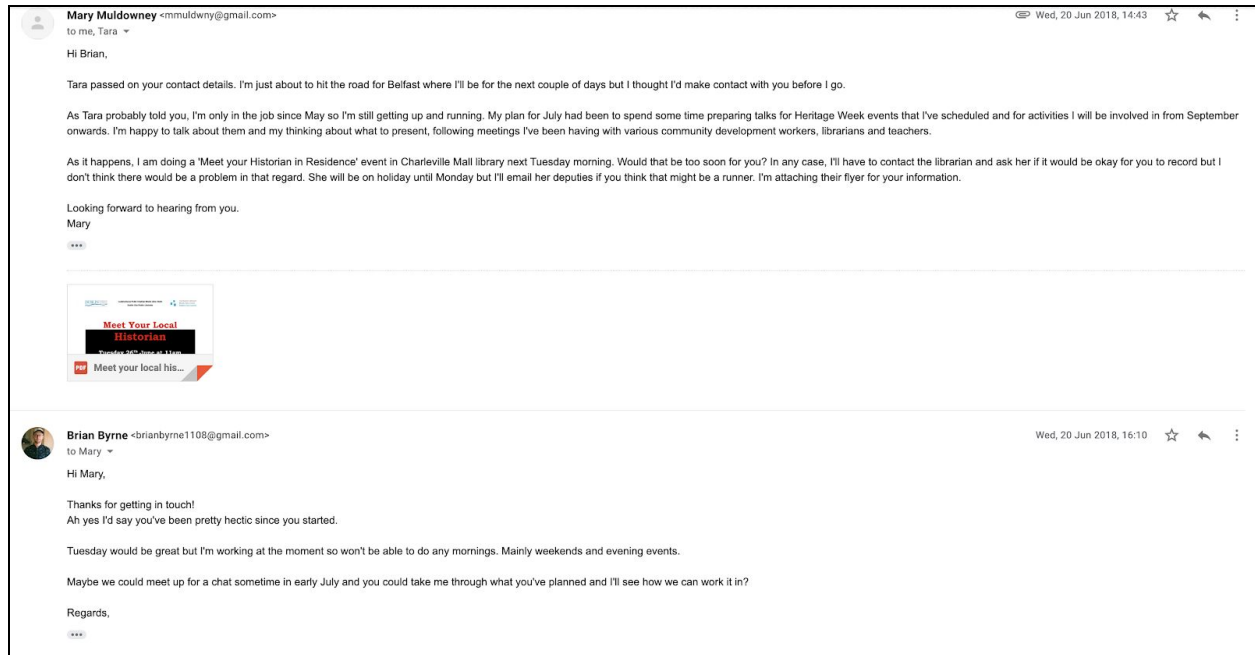 Mary Muldowney <mmuldwny@gmail.com>
Wed, 20 Jun 2018, 14:43
to me, Tara
Hi Brian,
Tara passed on your contact details. I'm just about to hit the road for Belfast where I'll be for the next couple of days but I thought I'd make contact with you before I go.
As Tara probably told you, I'm only in the job since May so I'm still getting up and running. My plan for July had been to spend some time preparing talks for Heritage Week events that I've scheduled and for activities I will be involved in from September
onwards. I'm happy to talk about them and my thinking about what to present, following meetings I've been having with various community development workers, librarians and teachers.
As it happens, I am doing a 'Meet your Historian in Residence' event in Charleville Mall library next Tuesday morning. Would that be too soon for you? In any case, I'll have to contact the librarian and ask her if it would be okay for you to record but I
don't think there would be a problem in that regard. She will be on holiday until Monday but I'll email her deputies if you think that might be a runner. I'm attaching their flyer for your information.
Looking forward to hearing from you.
Mary
Meet Your Local
Historian
Tuesday 26th June at 11am
PDF Meet your local his...
Brian Byrne <brianbyrne1108@gmail.com>
Wed, 20 Jun 2018, 16:10
to Mary
Hi Mary,
Thanks for getting in touch!
Ah yes I'd say you've been pretty hectic since you started.
Tuesday would be great but I'm working at the moment so won't be able to do any mornings. Mainly weekends and evening events.
Maybe we could meet up for a chat sometime in early July and you could take me through what you've planned and I'll see how we can work it in?
Regards,